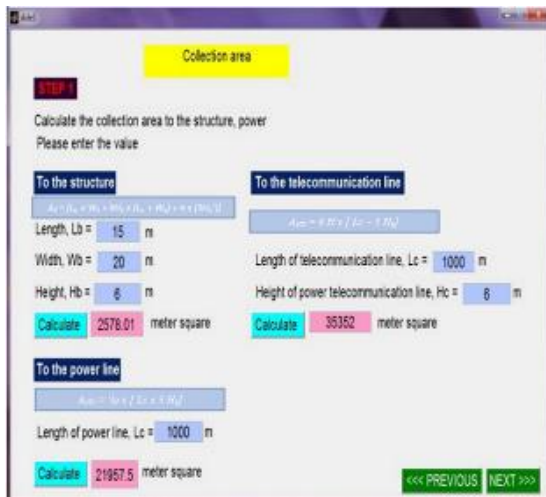 Collection area
STEP 1
Calculate the collection area to the structure, power
Please enter the value
To the structure
Length, Lb = 15 m
Width, Wb = 20 m
Height, Hb = 6 m
Calculate 2578.01 meter square
To the power line
Length of power line, Lc = 1000 m
Calculate 21957.5 meter square
To the telecommunication line
Length of telecommunication line, Lc = 1000 m
Height of power telecommunication line, Hc = 6 m
Calculate 35352 meter square
<<< PREVIOUS NEXT >>>